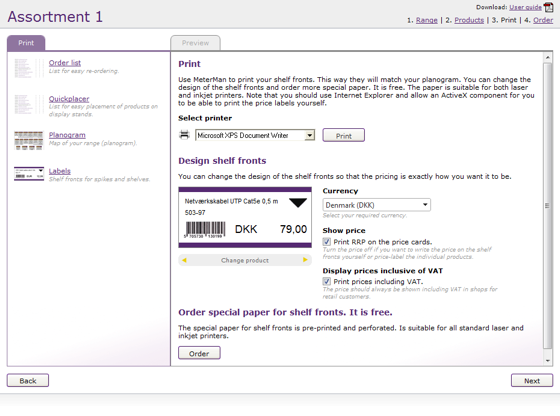 Assortment 1
Download: User guide
1. Range | 2. Products | 3. Print | 4. Order
Print
Preview
Order list
List for easy re-ordering.
Quickplacer
List for easy placement of products on
display stands.
Planogram
Map of your range (planogram).
Labels
Shelf fronts for spikes and shelves.
Print
Use MeterMan to print your shelf fronts. This way they will match your planogram. You can change the
design of the shelf fronts and order more special paper. It is free. The paper is suitable for both laser
and inkjet printers. Note that you should use Internet Explorer and allow an ActiveX component for you
to be able to print the price labels yourself.
Select printer
Microsoft XPS Document Writer
Print
Design shelf fronts
You can change the design of the shelf fronts so that the pricing is exactly how you want it to be.
Netværkskabel UTP Cat5e 0,5 m
503-97
DKK 79,00
Change product
Currency
Denmark (DKK)
Select your required currency.
Show price
Print RRP on the price cards.
Turn the price off if you want to write the price on the shelf
fronts yourself or price-label the individual products.
Display prices inclusive of VAT
Print prices including VAT.
The price should always be shown including VAT in shops for
retail customers.
Order special paper for shelf fronts. It is free.
The special paper for shelf fronts is pre-printed and perforated. Is suitable for all standard laser and
inkjet printers.
Order
Back
Next